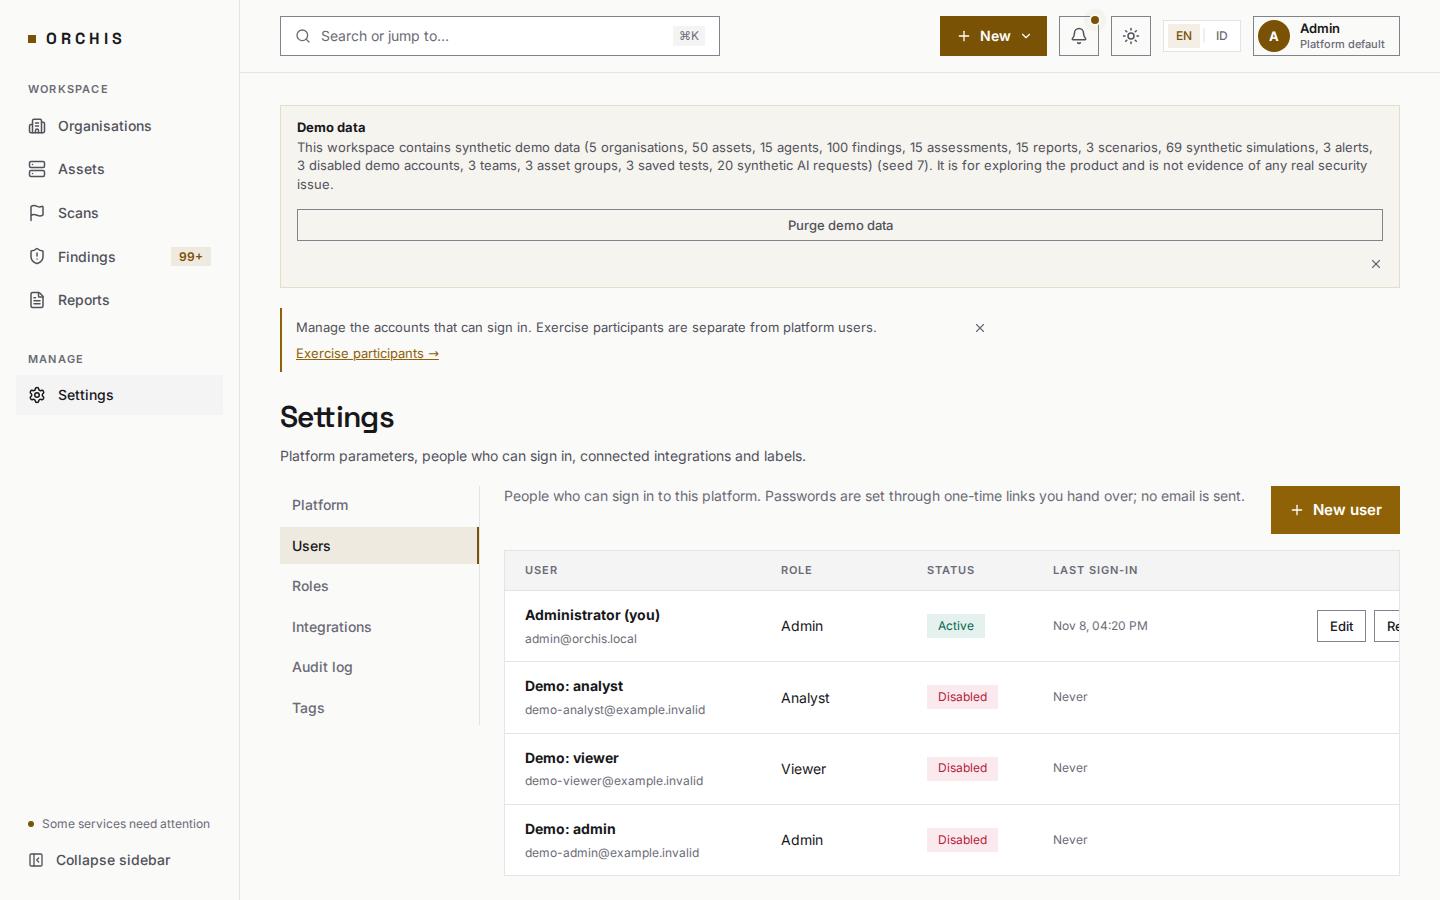 ORCHIS
Search or jump to...
⌘K
New
EN
ID
A
Admin
Platform default
WORKSPACE
Organisations
Assets
Scans
Findings
99+
Reports
MANAGE
Settings
Some services need attention
Collapse sidebar
Demo data
This workspace contains synthetic demo data (5 organisations, 50 assets, 15 agents, 100 findings, 15 assessments, 15 reports, 3 scenarios, 69 synthetic simulations, 3 alerts,
3 disabled demo accounts, 3 teams, 3 asset groups, 3 saved tests, 20 synthetic AI requests) (seed 7). It is for exploring the product and is not evidence of any real security
issue.
Purge demo data
Manage the accounts that can sign in. Exercise participants are separate from platform users.
Exercise participants →
Settings
Platform parameters, people who can sign in, connected integrations and labels.
Platform
Users
Roles
Integrations
Audit log
Tags
People who can sign in to this platform. Passwords are set through one-time links you hand over; no email is sent.
New user
USER ROLE STATUS LAST SIGN-IN
Administrator (you)
admin@orchis.local
Admin
Active
Nov 8, 04:20 PM
Edit
Demo: analyst
demo-analyst@example.invalid
Analyst
Disabled
Never
Demo: viewer
demo-viewer@example.invalid
Viewer
Disabled
Never
Demo: admin
demo-admin@example.invalid
Admin
Disabled
Never